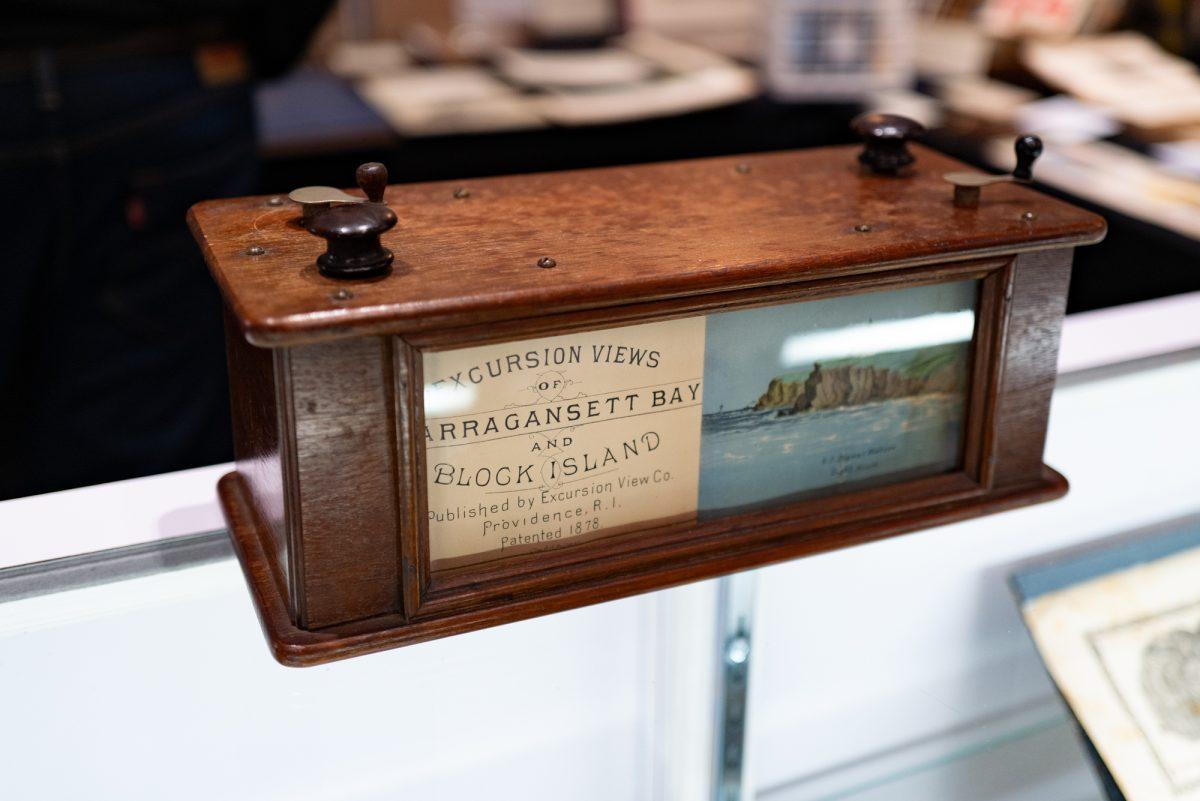 EXCURSION VIEWS
OF
ARRAGANSETT BAY
AND
BLOCK ISLAND
Published by Excursion View Co.
Providence, R.I.
Patented 1878.